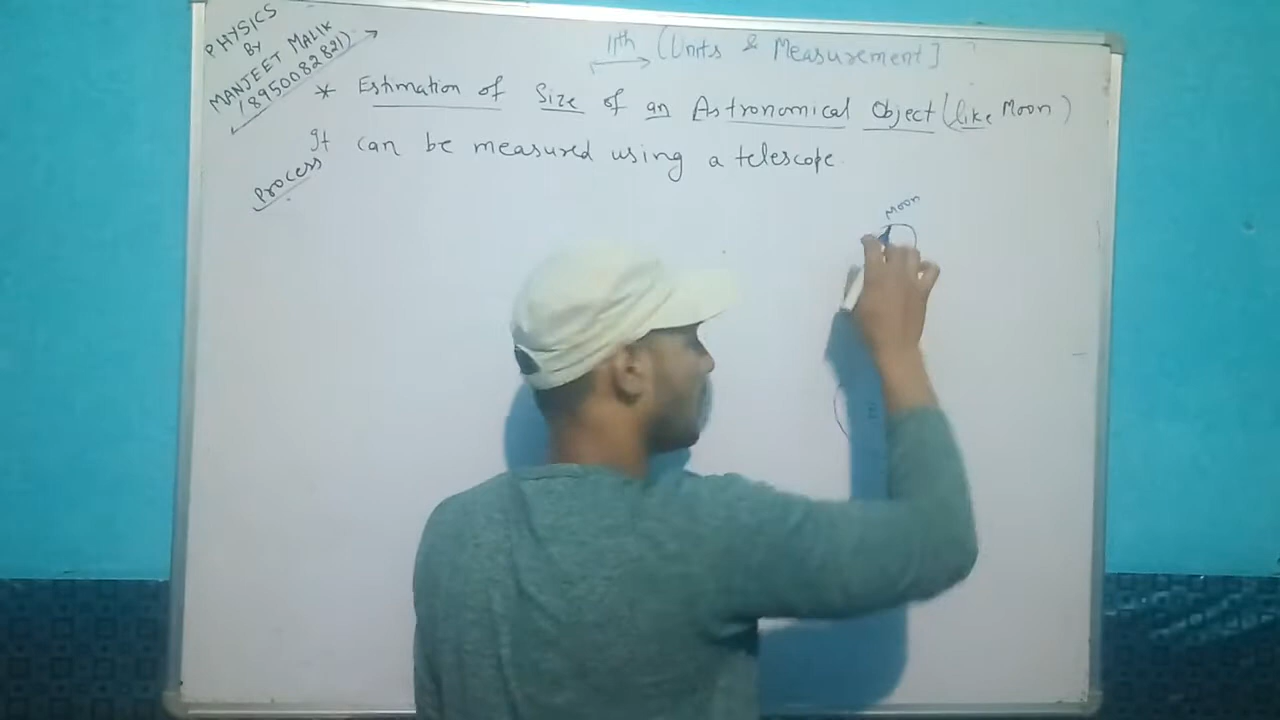 PHYSICS
By
MANJEET MALIK
(8950082821)
11th (Units & Measurement]
* Estimation of Size of an Astronomical Object (like Moon)
It can be measured using a telescope.
Process
Moon
E